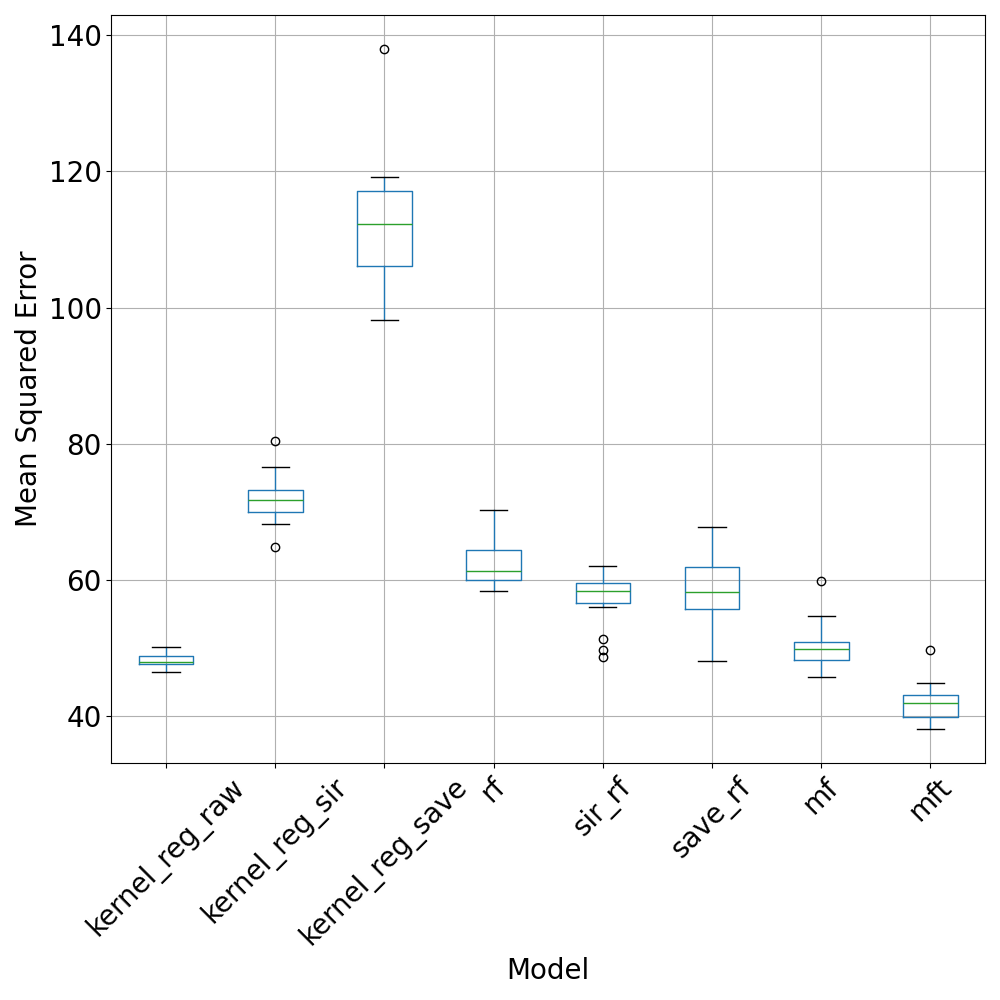 Mean Squared Error
140
120
100
80
60
40
kernel_reg_raw
kernel_reg_sir
kernel_reg_save
rf
sir_rf
save_rf
mf
mft
Model